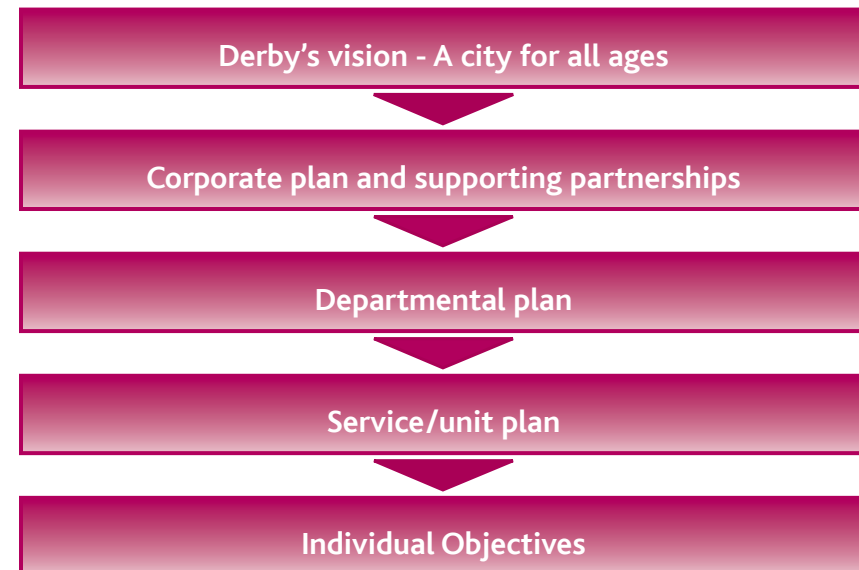 Derby’s vision - A city for all ages
Corporate plan and supporting partnerships
Departmental plan
Service/unit plan
Individual Objectives